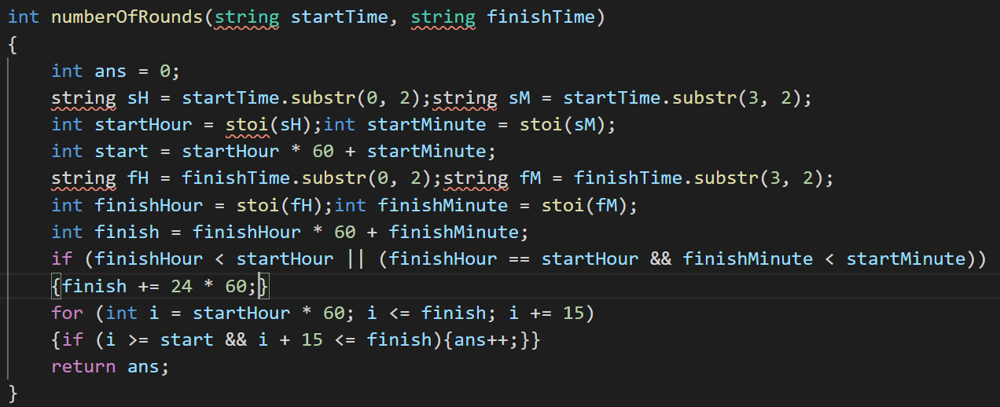 int numberOfRounds(string startTime, string finishTime)
{
    int ans = 0;
    string sH = startTime.substr(0, 2);string sM = startTime.substr(3, 2);
    int startHour = stoi(sH);int startMinute = stoi(sM);
    int start = startHour * 60 + startMinute;
    string fH = finishTime.substr(0, 2);string fM = finishTime.substr(3, 2);
    int finishHour = stoi(fH);int finishMinute = stoi(fM);
    int finish = finishHour * 60 + finishMinute;
    if (finishHour < startHour || (finishHour == startHour && finishMinute < startMinute))
    {finish += 24 * 60;}
    for (int i = startHour * 60; i <= finish; i += 15)
    {if (i >= start && i + 15 <= finish){ans++;}}
    return ans;
}